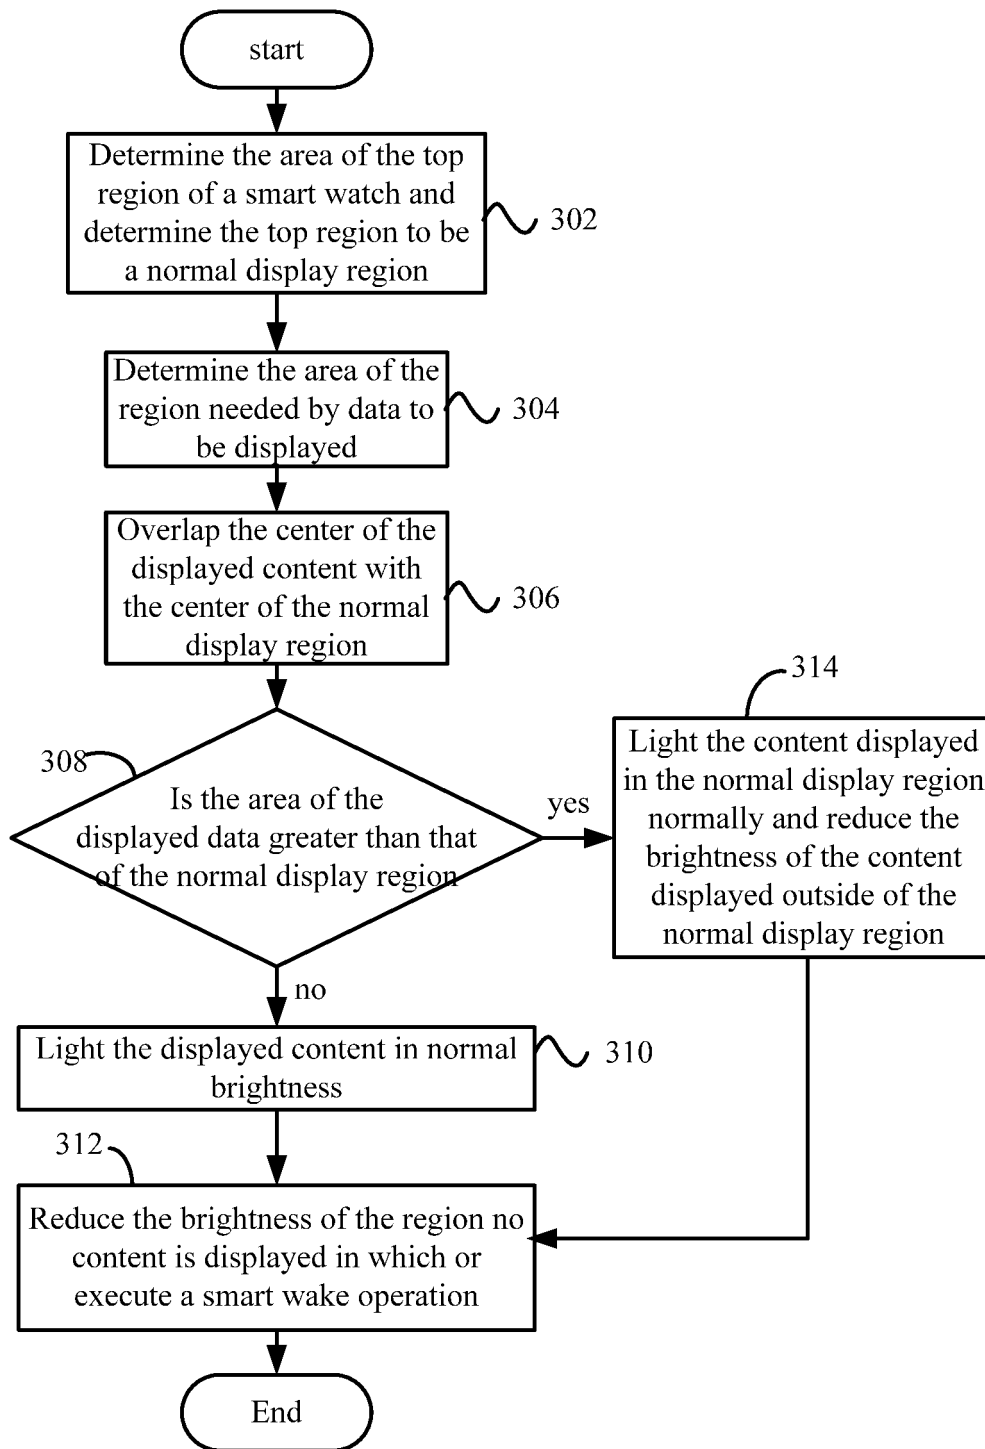 start
Determine the area of the top
region of a smart watch and
determine the top region to be
a normal display region
302
Determine the area of the
region needed by data to
be displayed
304
Overlap the center of the
displayed content with
the center of the normal
display region
306
308
Is the area of the
displayed data greater than that
of the normal display region
yes
314
Light the content displayed
in the normal display region
normally and reduce the
brightness of the content
displayed outside of the
normal display region
no
Light the displayed content in normal
brightness
310
312
Reduce the brightness of the region no
content is displayed in which or
execute a smart wake operation
End